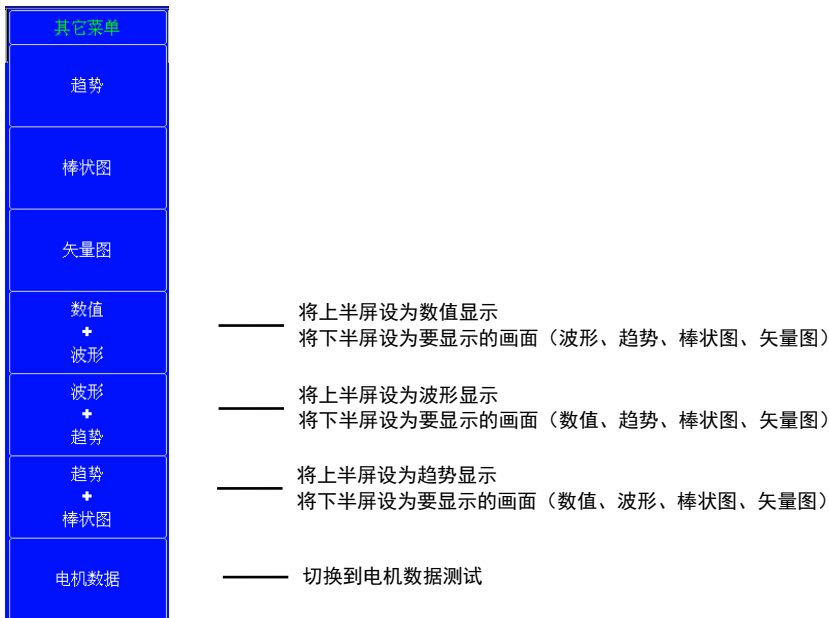 其它菜单
趋势
棒状图
矢量图
数值
+
波形
将上半屏设为数值显示
将下半屏设为要显示的画面（波形、趋势、棒状图、矢量图）
波形
+
趋势
将上半屏设为波形显示
将下半屏设为要显示的画面（数值、趋势、棒状图、矢量图）
趋势
+
棒状图
将上半屏设为趋势显示
将下半屏设为要显示的画面（数值、波形、棒状图、矢量图）
电机数据
切换到电机数据测试